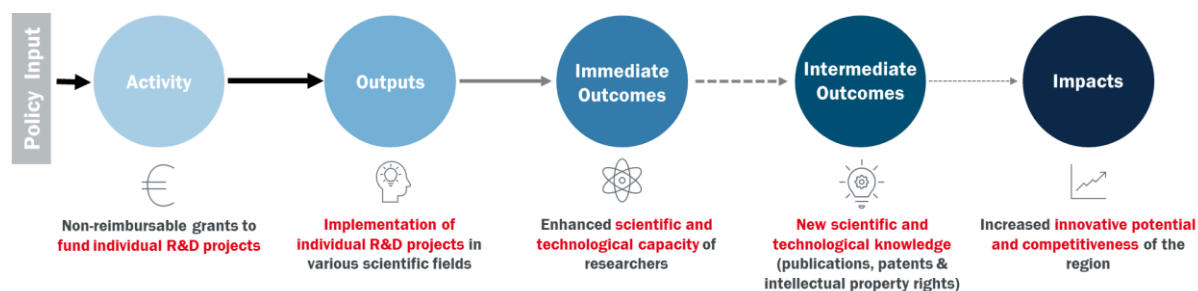 Policy Input
Activity
Outputs
Immediate
Outcomes
Intermediate
Outcomes
Impacts
Non-reimbursable grants to
fund individual R&D projects
Implementation of
individual R&D projects in
various scientific fields
Enhanced scientific and
technological capacity of
researchers
New scientific and
technological knowledge
(publications, patents &
intellectual property rights)
Increased innovative potential
and competitiveness of the
region